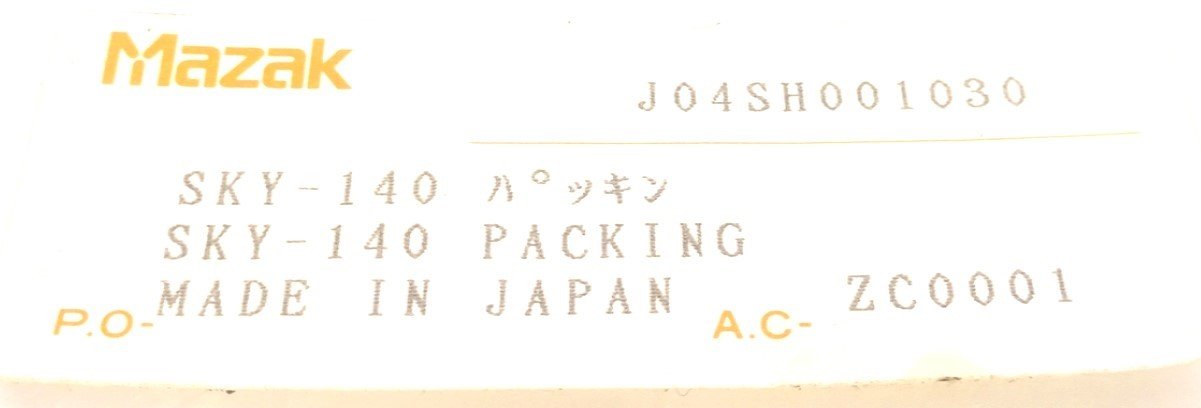 Mazak
J04SH001030
SKY-140 パッキン
SKY-140 PACKING
MADE IN JAPAN
P.O-
A.C- ZC0001